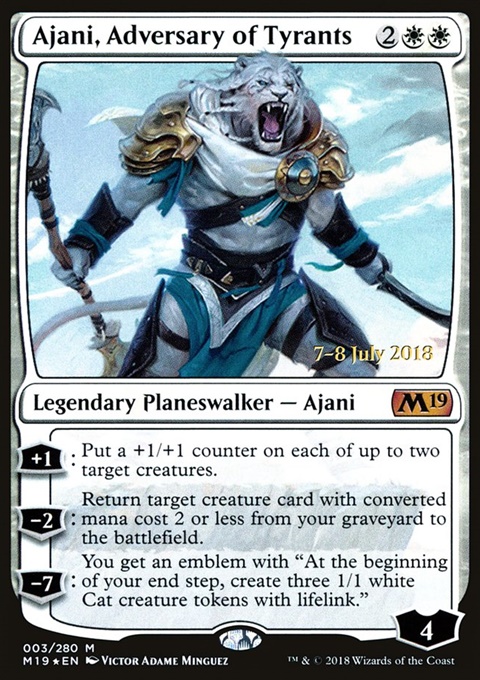 Ajani, Adversary of Tyrants 2
7-8 July 2018
Legendary Planeswalker — Ajani
M19
+1 : Put a +1/+1 counter on each of up to two
target creatures.
-2 : Return target creature card with converted
mana cost 2 or less from your graveyard to
the battlefield.
-7 : You get an emblem with “At the beginning
of your end step, create three 1/1 white
Cat creature tokens with lifelink.”
4
003/280 M
M19★EN Victor Adame Minguez
™ & © 2018 Wizards of the Coast